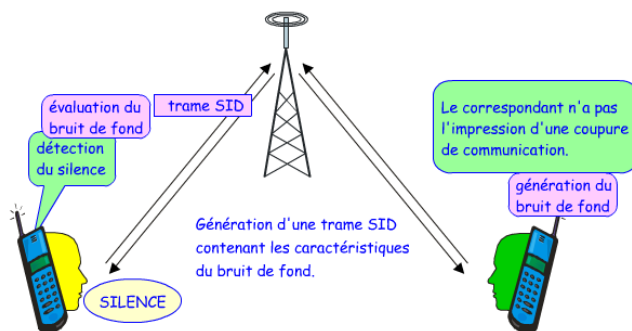 évaluation du
bruit de fond
trame SID
détection
du silence
Le correspondant n'a pas
l'impression d'une coupure
de communication.
génération du
bruit de fond
Génération d'une trame SID
contenant les caractéristiques
du bruit de fond.
SILENCE